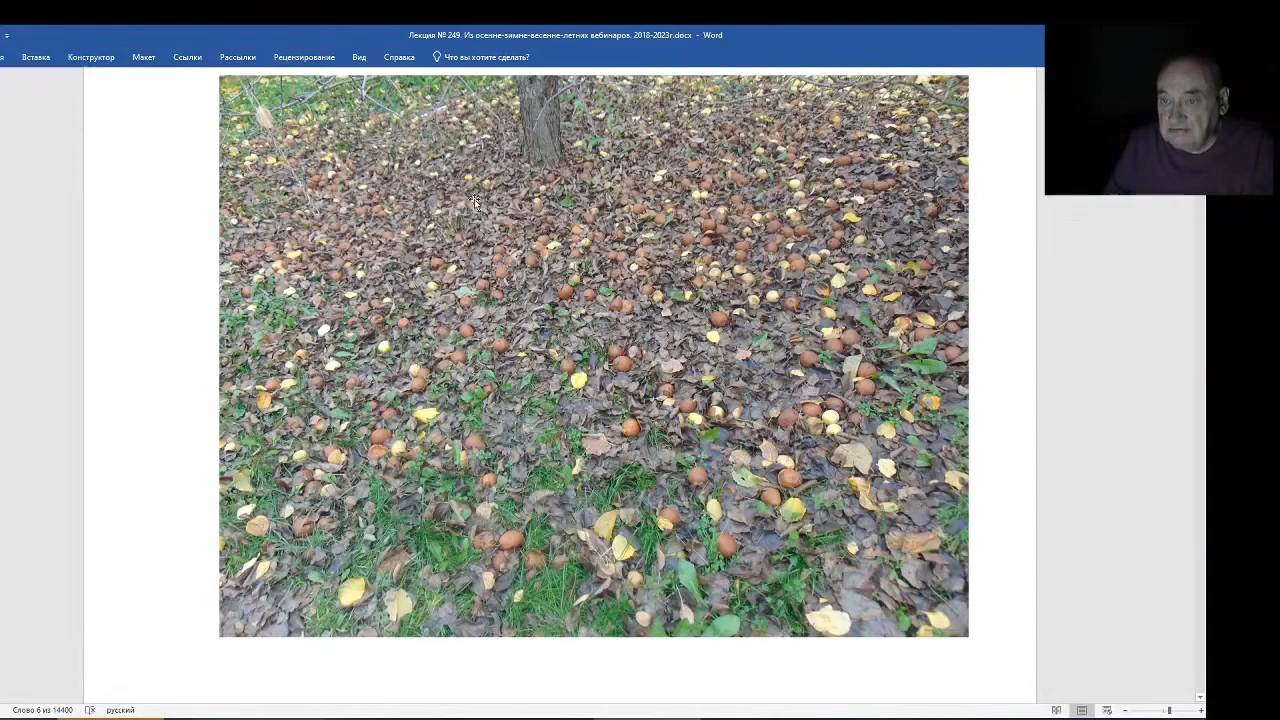 Лекция № 249. Из осенне-зимне-весенне-летних вебинаров. 2018-2023г.docx - Word
я Вставка Конструктор Макет Ссылки Рассылки Рецензирование Вид Справка Что вы хотите сделать?
Слово 6 из 14400 русский